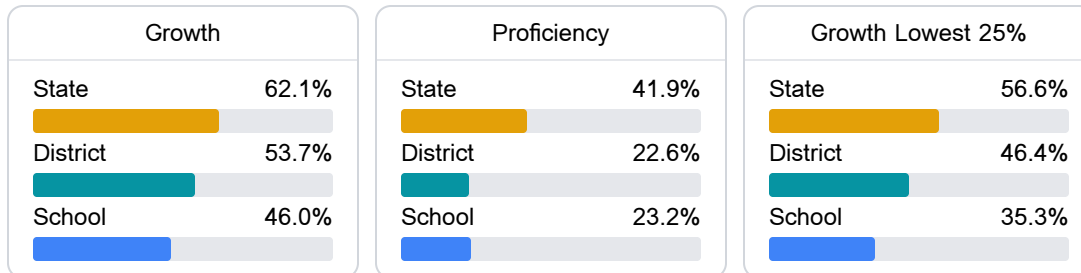 Growth
State 62.1%
District 53.7%
School 46.0%
Proficiency
State 41.9%
District 22.6%
School 23.2%
Growth Lowest 25%
State 56.6%
District 46.4%
School 35.3%